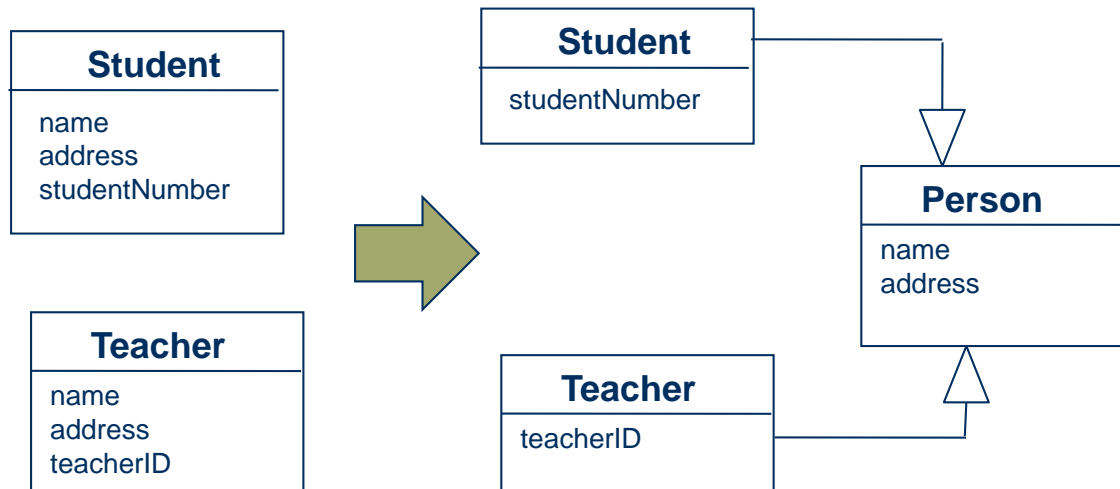 Student
name
address
studentNumber
Teacher
name
address
teacherID
Student
studentNumber
Teacher
teacherID
Person
name
address